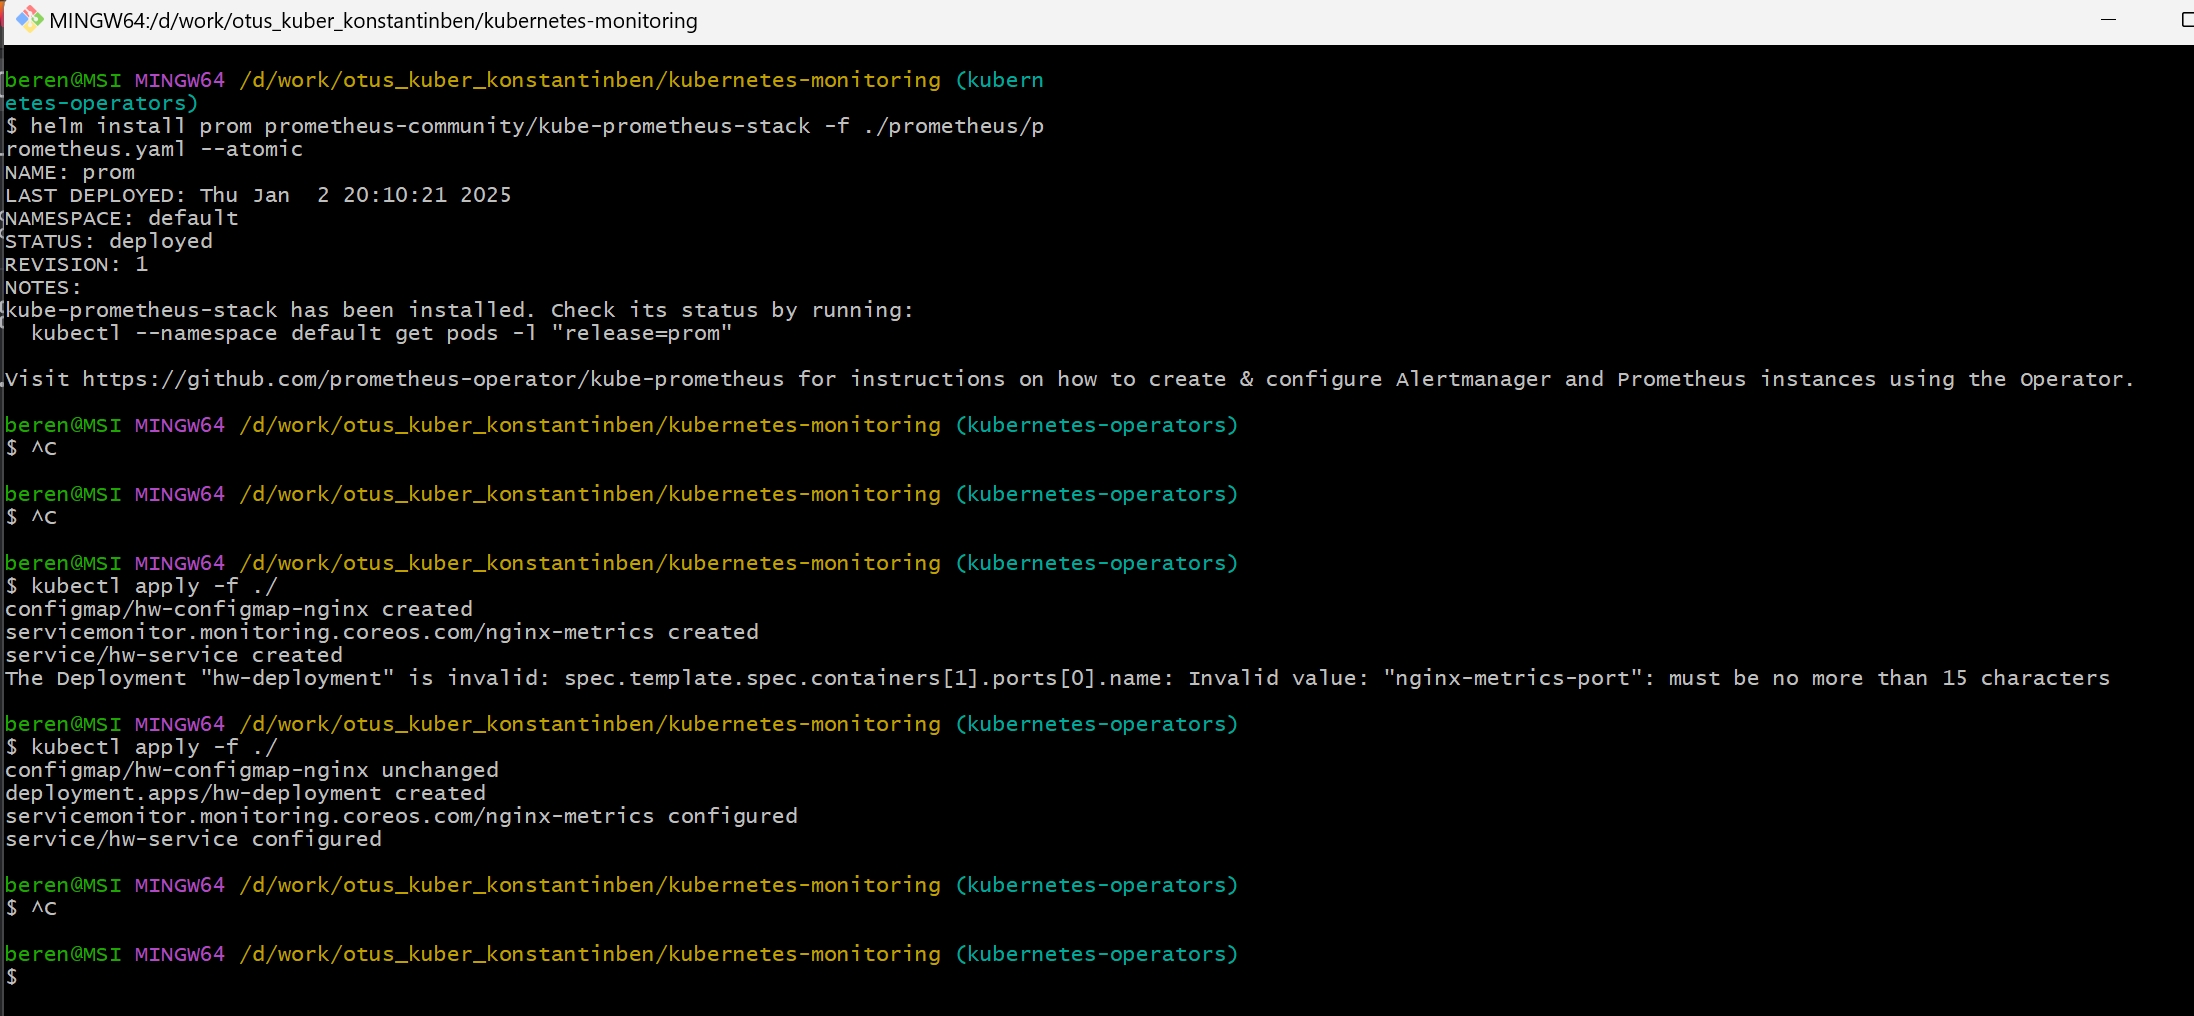 MINGW64:/d/work/otus_kuber_konstantinben/kubernetes-monitoring
beren@MSI MINGW64 /d/work/otus_kuber_konstantinben/kubernetes-monitoring (kubern
etes-operators)
$ helm install prom prometheus-community/kube-prometheus-stack -f ./prometheus/p
rometheus.yaml --atomic
NAME: prom
LAST DEPLOYED: Thu Jan  2 20:10:21 2025
NAMESPACE: default
STATUS: deployed
REVISION: 1
NOTES:
kube-prometheus-stack has been installed. Check its status by running:
  kubectl --namespace default get pods -l "release=prom"
Visit https://github.com/prometheus-operator/kube-prometheus for instructions on how to create & configure Alertmanager and Prometheus instances using the Operator.
beren@MSI MINGW64 /d/work/otus_kuber_konstantinben/kubernetes-monitoring (kubernetes-operators)
$ ^C
beren@MSI MINGW64 /d/work/otus_kuber_konstantinben/kubernetes-monitoring (kubernetes-operators)
$ ^C
beren@MSI MINGW64 /d/work/otus_kuber_konstantinben/kubernetes-monitoring (kubernetes-operators)
$ kubectl apply -f ./
configmap/hw-configmap-nginx created
servicemonitor.monitoring.coreos.com/nginx-metrics created
service/hw-service created
The Deployment "hw-deployment" is invalid: spec.template.spec.containers[1].ports[0].name: Invalid value: "nginx-metrics-port": must be no more than 15 characters
beren@MSI MINGW64 /d/work/otus_kuber_konstantinben/kubernetes-monitoring (kubernetes-operators)
$ kubectl apply -f ./
configmap/hw-configmap-nginx unchanged
deployment.apps/hw-deployment created
servicemonitor.monitoring.coreos.com/nginx-metrics configured
service/hw-service configured
beren@MSI MINGW64 /d/work/otus_kuber_konstantinben/kubernetes-monitoring (kubernetes-operators)
$ ^C
beren@MSI MINGW64 /d/work/otus_kuber_konstantinben/kubernetes-monitoring (kubernetes-operators)
$